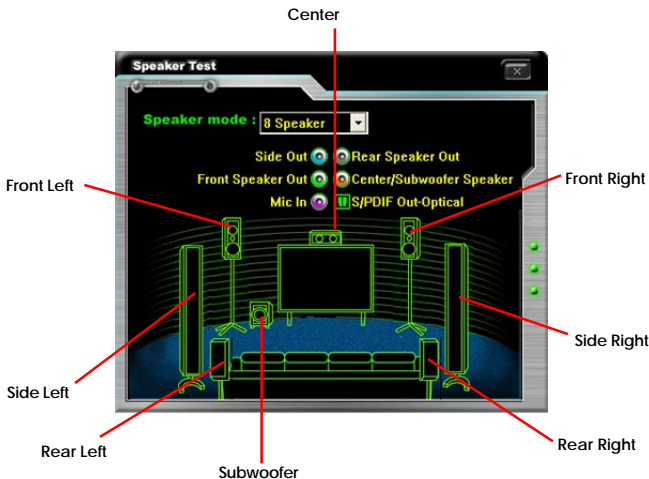 Center
Speaker Test
Speaker mode : 8 Speaker
Side Out Rear Speaker Out
Front Speaker Out Center/Subwoofer Speaker
Mic In S/PDIF Out-Optical
Front Left
Front Right
Side Right
Side Left
Rear Left
Rear Right
Subwoofer